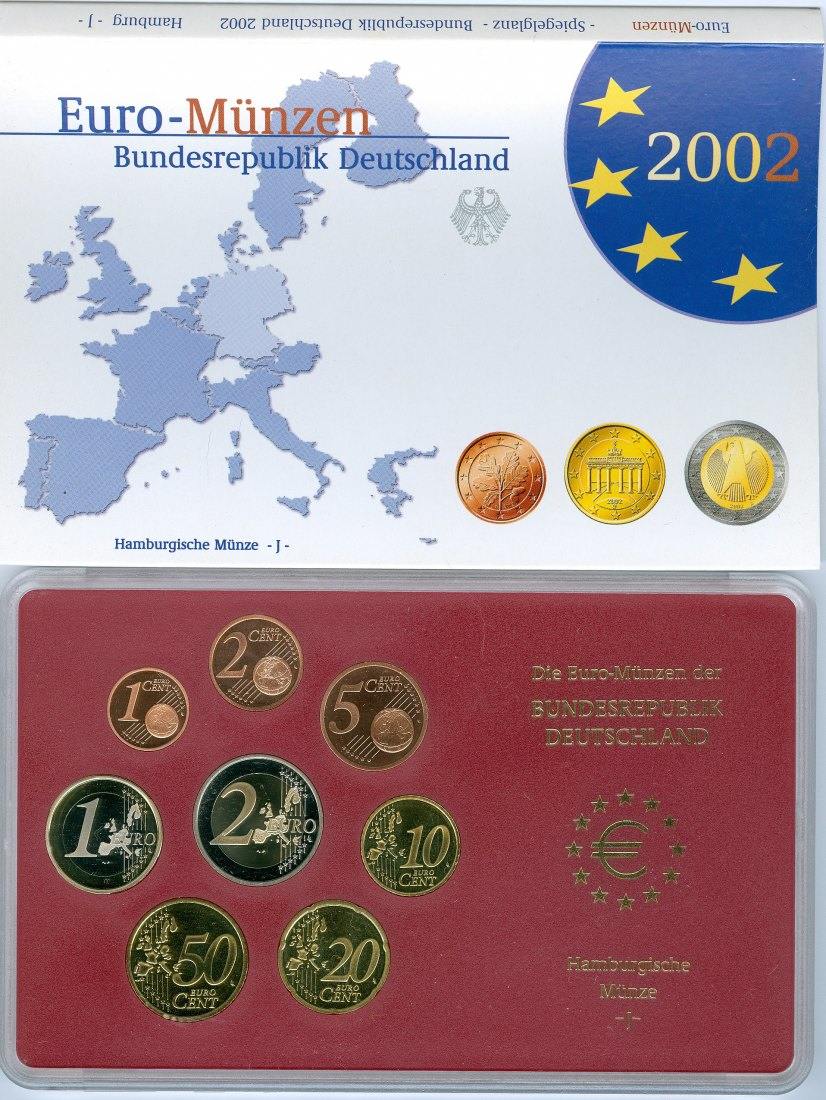 Euro-Münzen - Spiegelglanz - Bundesrepublik Deutschland 2002 Hamburg - J -
Euro-Münzen
Bundesrepublik Deutschland
2002
2002
2002
Hamburgische Münze - J -
Die Euro-Münzen der
BUNDESREPUBLIK
DEUTSCHLAND
2 EURO CENT
1 EURO CENT
5 EURO CENT
1 EURO
2 EURO
10 EURO CENT
50 EURO CENT
20 EURO CENT
€
Hamburgische
Münze
-J-